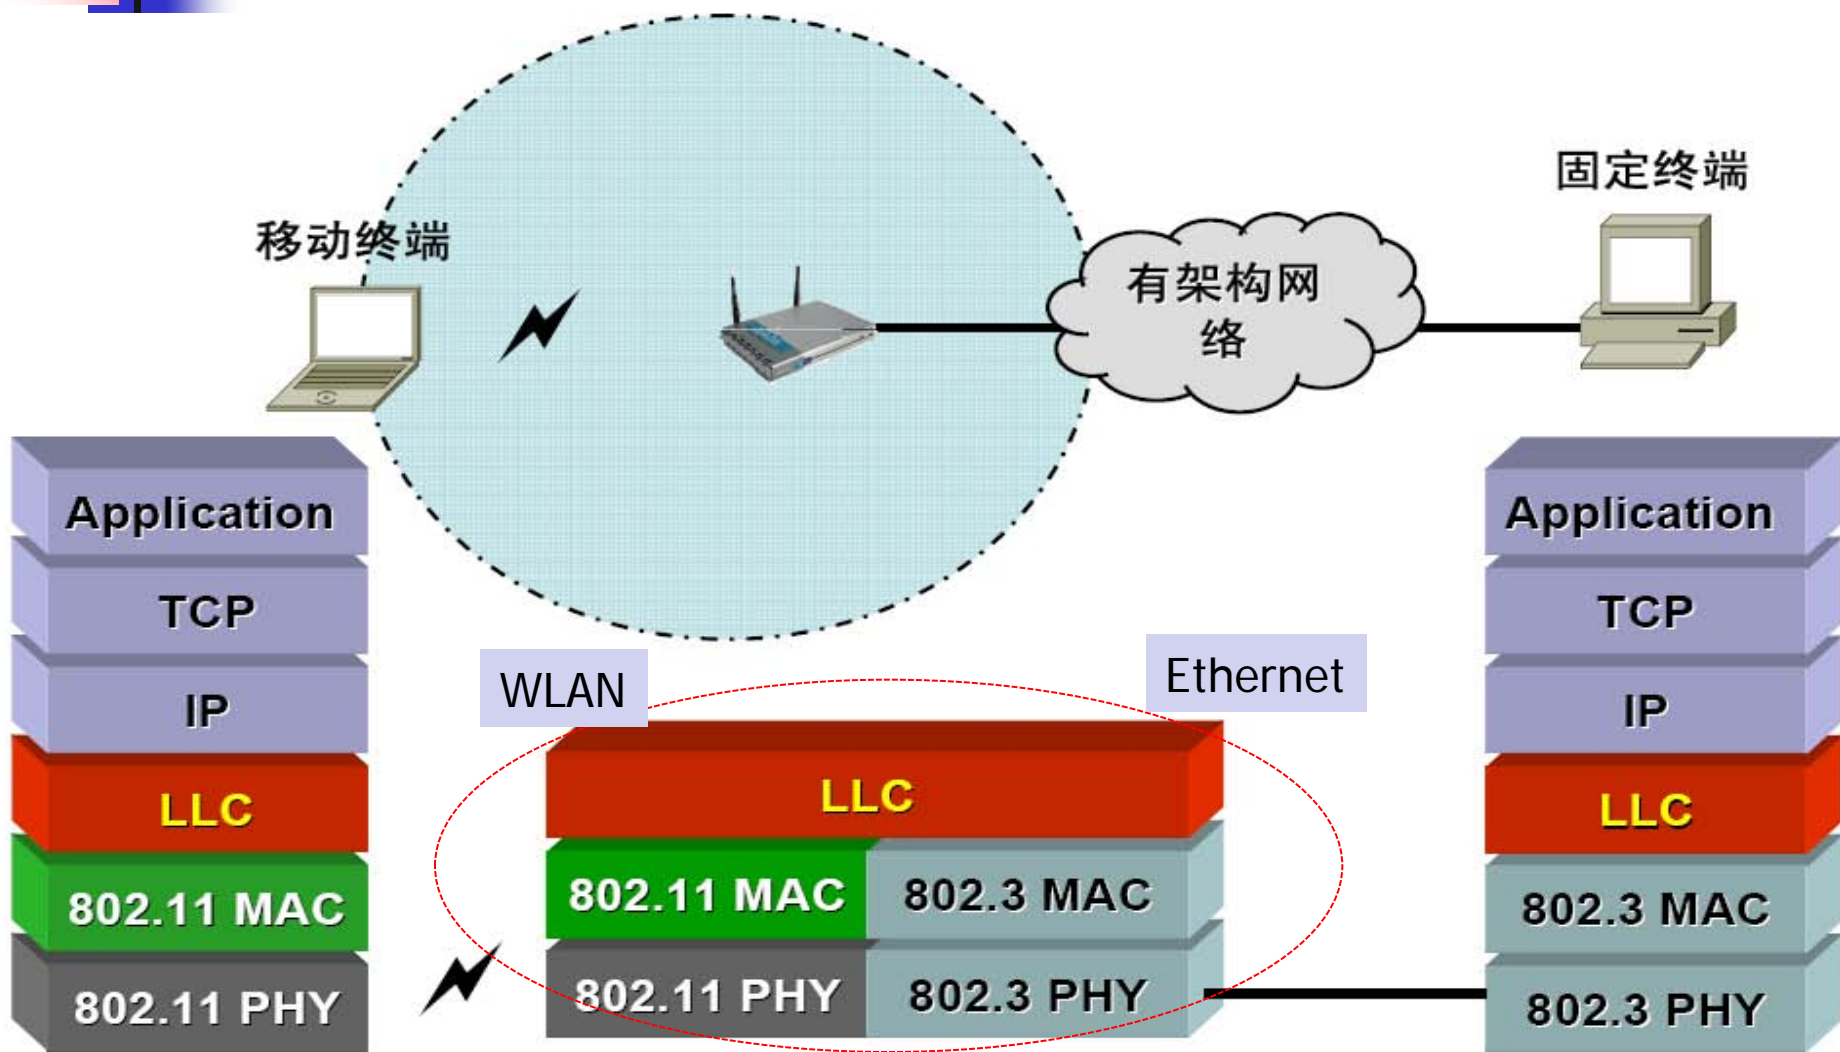 固定终端
移动终端
有架构网
络
Application
TCP
IP
LLC
802.11 MAC
802.11 PHY
WLAN
Ethernet
LLC
802.11 MAC
802.3 MAC
802.11 PHY
802.3 PHY
Application
TCP
IP
LLC
802.3 MAC
802.3 PHY